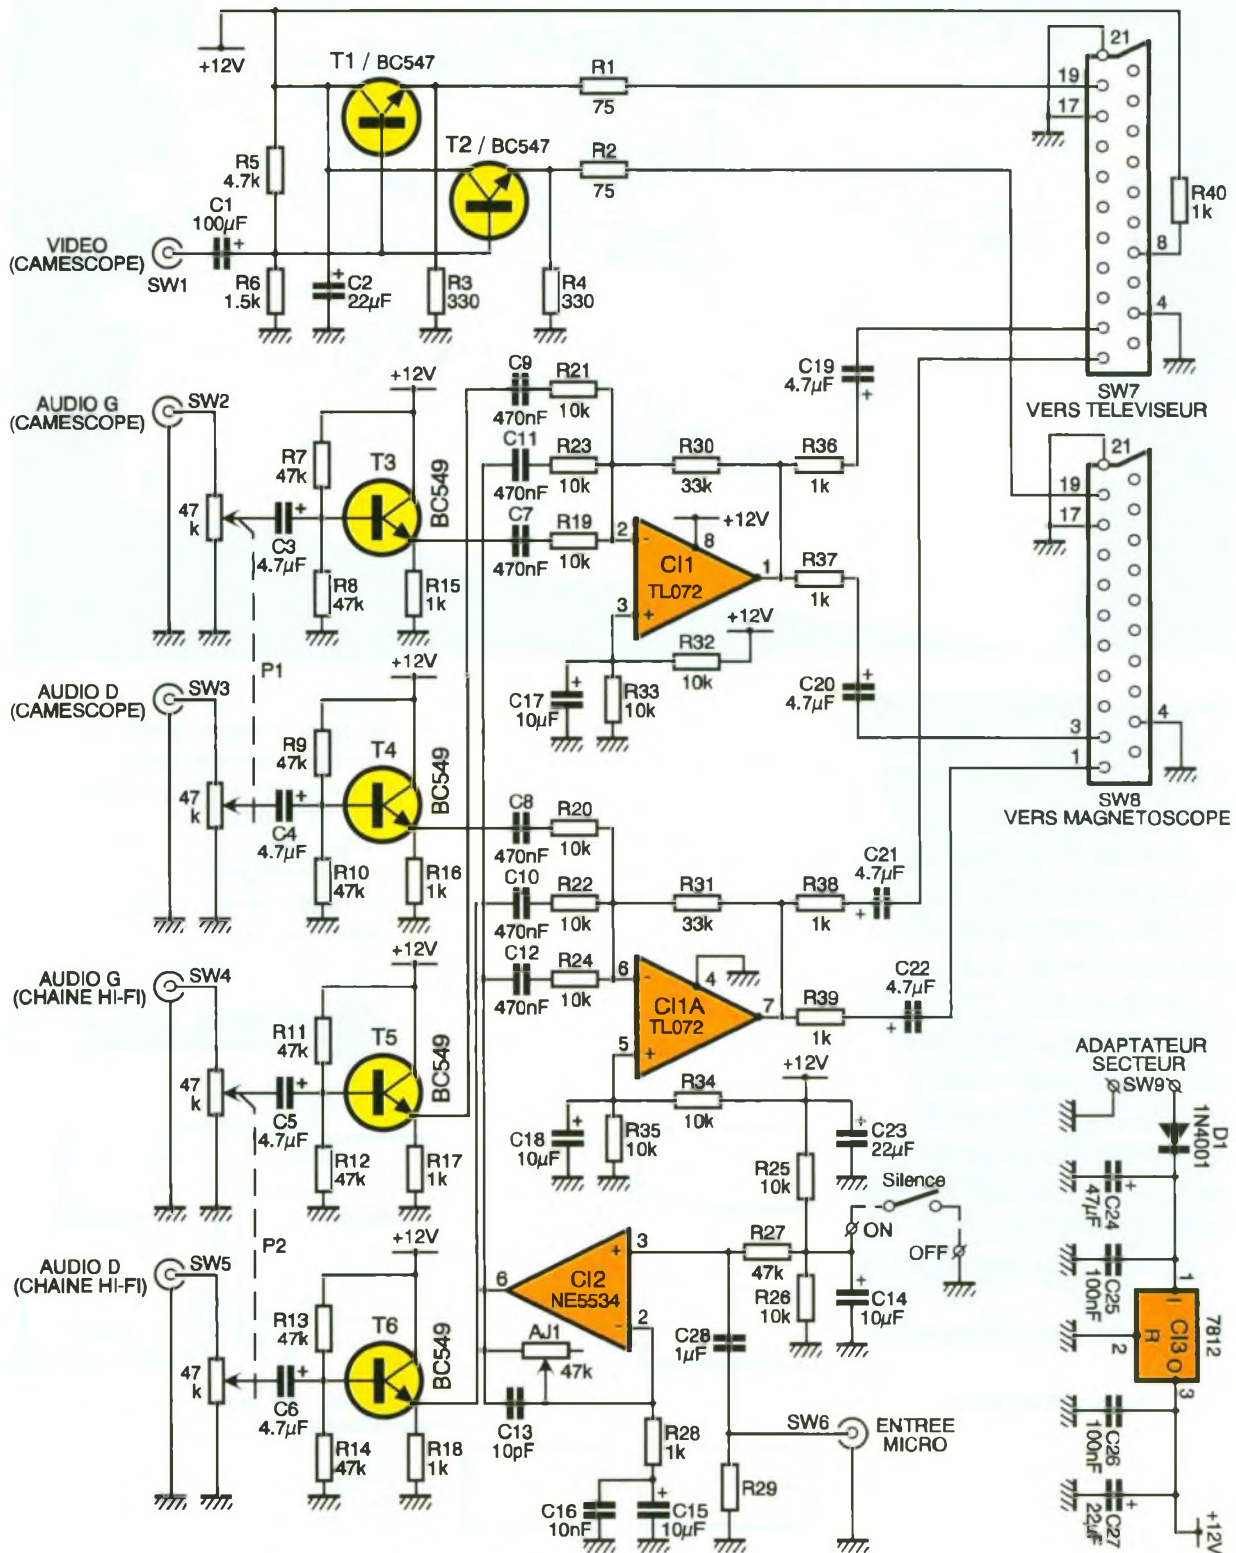 +12V
T1 / BC547
T2 / BC547
R1
75
R2
75
21
19
17
8
4
R40
1k
R5
4.7k
C1
100µF
+
VIDEO
(CAMESCOPE)
SW1
R6
1.5k
+
C2
22µF
R3
330
R4
330
SW7
VERS TELEVISEUR
AUDIO G
(CAMESCOPE)
SW2
+12V
R7
47k
T3
BC549
47
k
C3
4.7µF
+
R8
47k
R15
1k
C9
470nF
R21
10k
C11
470nF
R23
10k
C7
470nF
R19
10k
R30
33k
R36
1k
C19
4.7µF
+
+12V
8
2
-
CI1
TL072
1
3
+
R37
1k
+12V
R32
10k
C17
10µF
+
R33
10k
C20
4.7µF
+
21
19
17
4
3
1
SW8
VERS MAGNETOSCOPE
P1
AUDIO D
(CAMESCOPE)
SW3
+12V
R9
47k
T4
BC549
47
k
C4
4.7µF
+
R10
47k
R16
1k
C8
470nF
R20
10k
C10
470nF
R22
10k
C12
470nF
R24
10k
R31
33k
R38
1k
C21
4.7µF
+
6
-
4
CI1A
TL072
7
5
+
R39
1k
C22
4.7µF
+
AUDIO G
(CHAINE HI-FI)
SW4
+12V
R11
47k
T5
BC549
47
k
C5
4.7µF
+
R12
47k
R17
1k
R34
10k
C18
10µF
+
R35
10k
+12V
C23
22µF
+
R25
10k
Silence
ON
OFF
ADAPTATEUR
SECTEUR
SW9
D1
1N4001
C24
47µF
+
C25
100nF
1
I
CI3
R
O
7812
2
3
C26
100nF
C27
22µF
+
+12V
P2
AUDIO D
(CHAINE HI-FI)
SW5
+12V
R13
47k
T6
BC549
47
k
C6
4.7µF
+
R14
47k
R18
1k
6
CI2
NE5534
+
3
-
2
R27
47k
R26
10k
C14
10µF
+
AJ1
47k
C28
1µF
C13
10pF
R28
1k
C16
10nF
C15
10µF
+
R29
SW6
ENTREE
MICRO